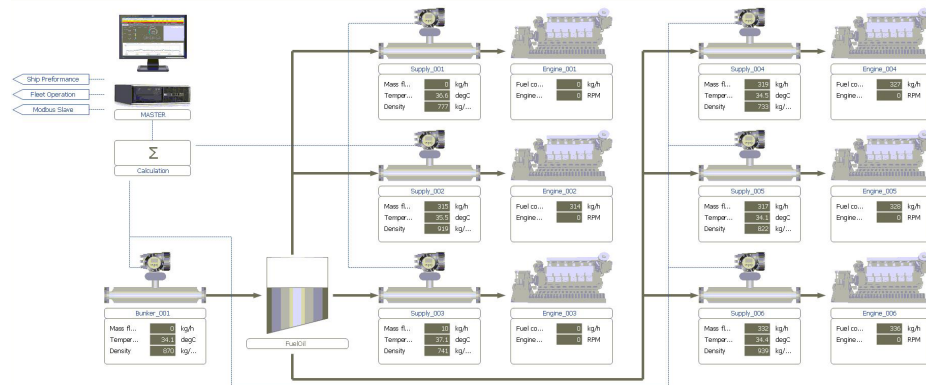 Ship Preformance
Fleet Operation
Modbus Slave
MASTER
Σ
Calculation
Bunker_001
Mass fl... 0 kg/h
Temper... 34.1 degC
Density 870 kg/...
FuelOil
Supply_001
Mass fl... 0 kg/h
Temper... 36.6 degC
Density 777 kg/...
Engine_001
Fuel co... 0 kg/h
Engine... 0 RPM
Supply_002
Mass fl... 315 kg/h
Temper... 35.5 degC
Density 919 kg/...
Engine_002
Fuel co... 314 kg/h
Engine... 0 RPM
Supply_003
Mass fl... 10 kg/h
Temper... 37.1 degC
Density 741 kg/...
Engine_003
Fuel co... 0 kg/h
Engine... 0 RPM
Supply_004
Mass fl... 319 kg/h
Temper... 34.5 degC
Density 733 kg/...
Engine_004
Fuel co... 327 kg/h
Engine... 0 RPM
Supply_005
Mass fl... 317 kg/h
Temper... 34.1 degC
Density 822 kg/...
Engine_005
Fuel co... 328 kg/h
Engine... 0 RPM
Supply_006
Mass fl... 332 kg/h
Temper... 34.4 degC
Density 939 kg/...
Engine_006
Fuel co... 336 kg/h
Engine... 0 RPM